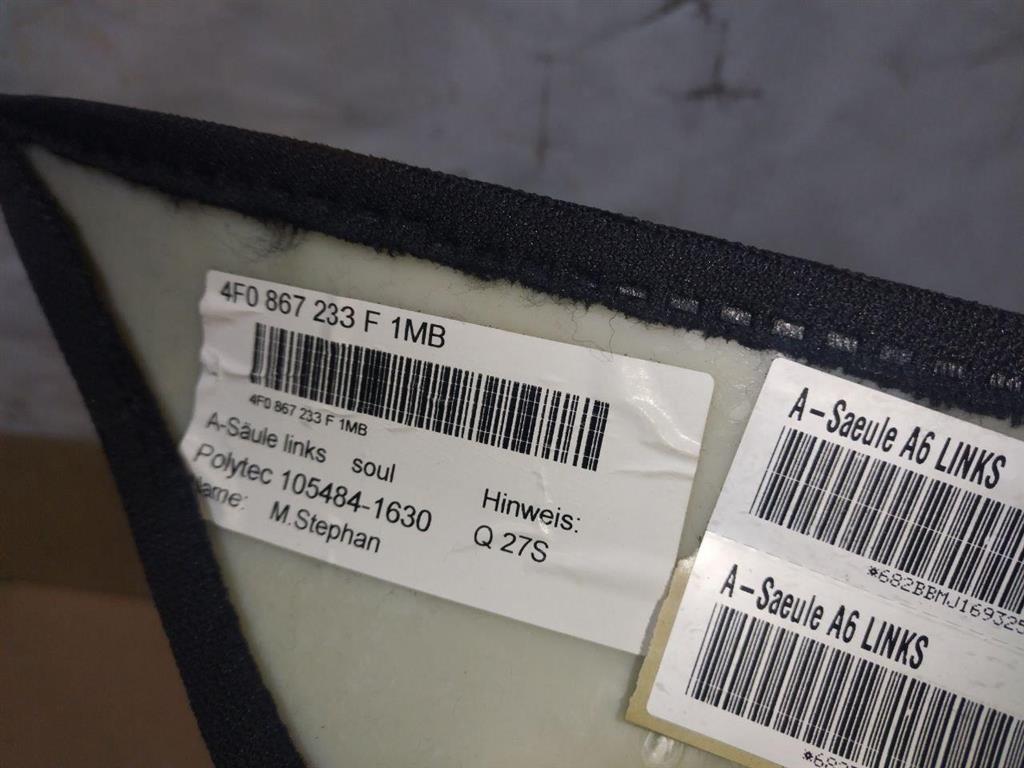 4F0 867 233 F 1MB
4F0 867 233 F 1MB
A-Säule links soul
Polytec 105484-1630
M.Stephan
Hinweis:
Q 27S
A-Saeule A6 LINKS
*682BBMJ169325
A-Saeule A6 LINKS